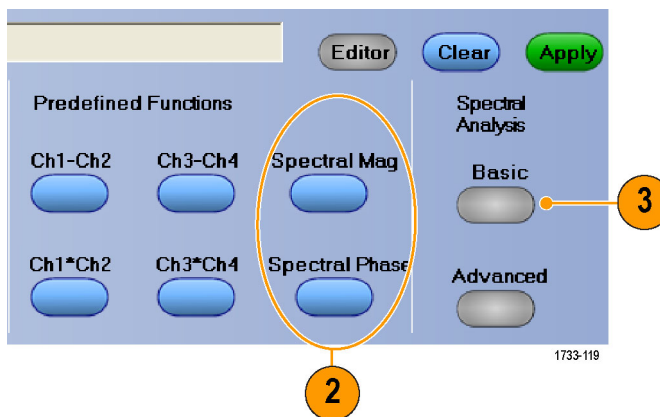 Editor Clear Apply
Predefined Functions
Spectral
Analysis
Ch1-Ch2 Ch3-Ch4 Spectral Mag
Basic
3
Ch1*Ch2 Ch3*Ch4 Spectral Phase
Advanced
1733-119
2